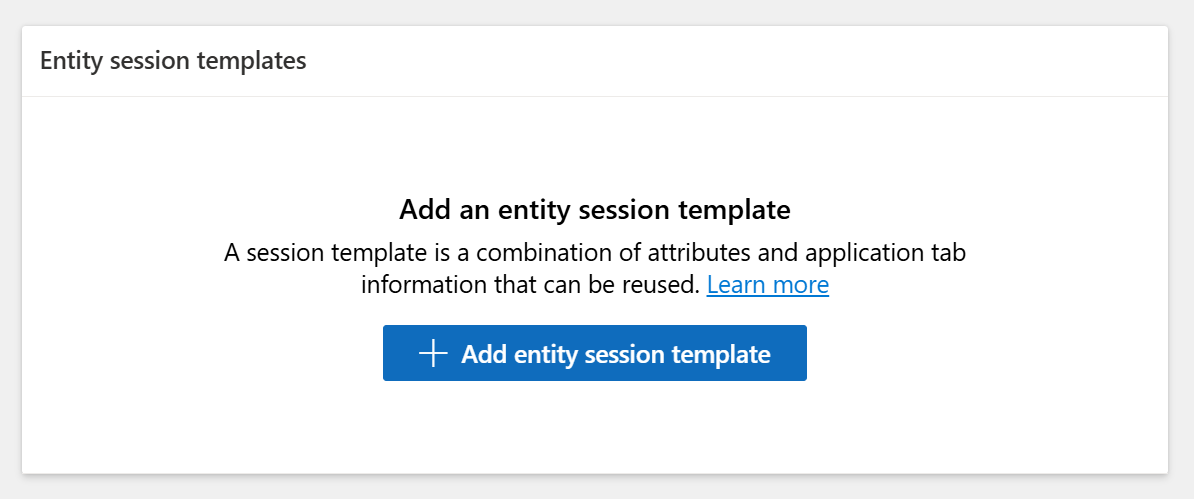 Entity session templates
Add an entity session template
A session template is a combination of attributes and application tab
information that can be reused. Learn more
Add entity session template